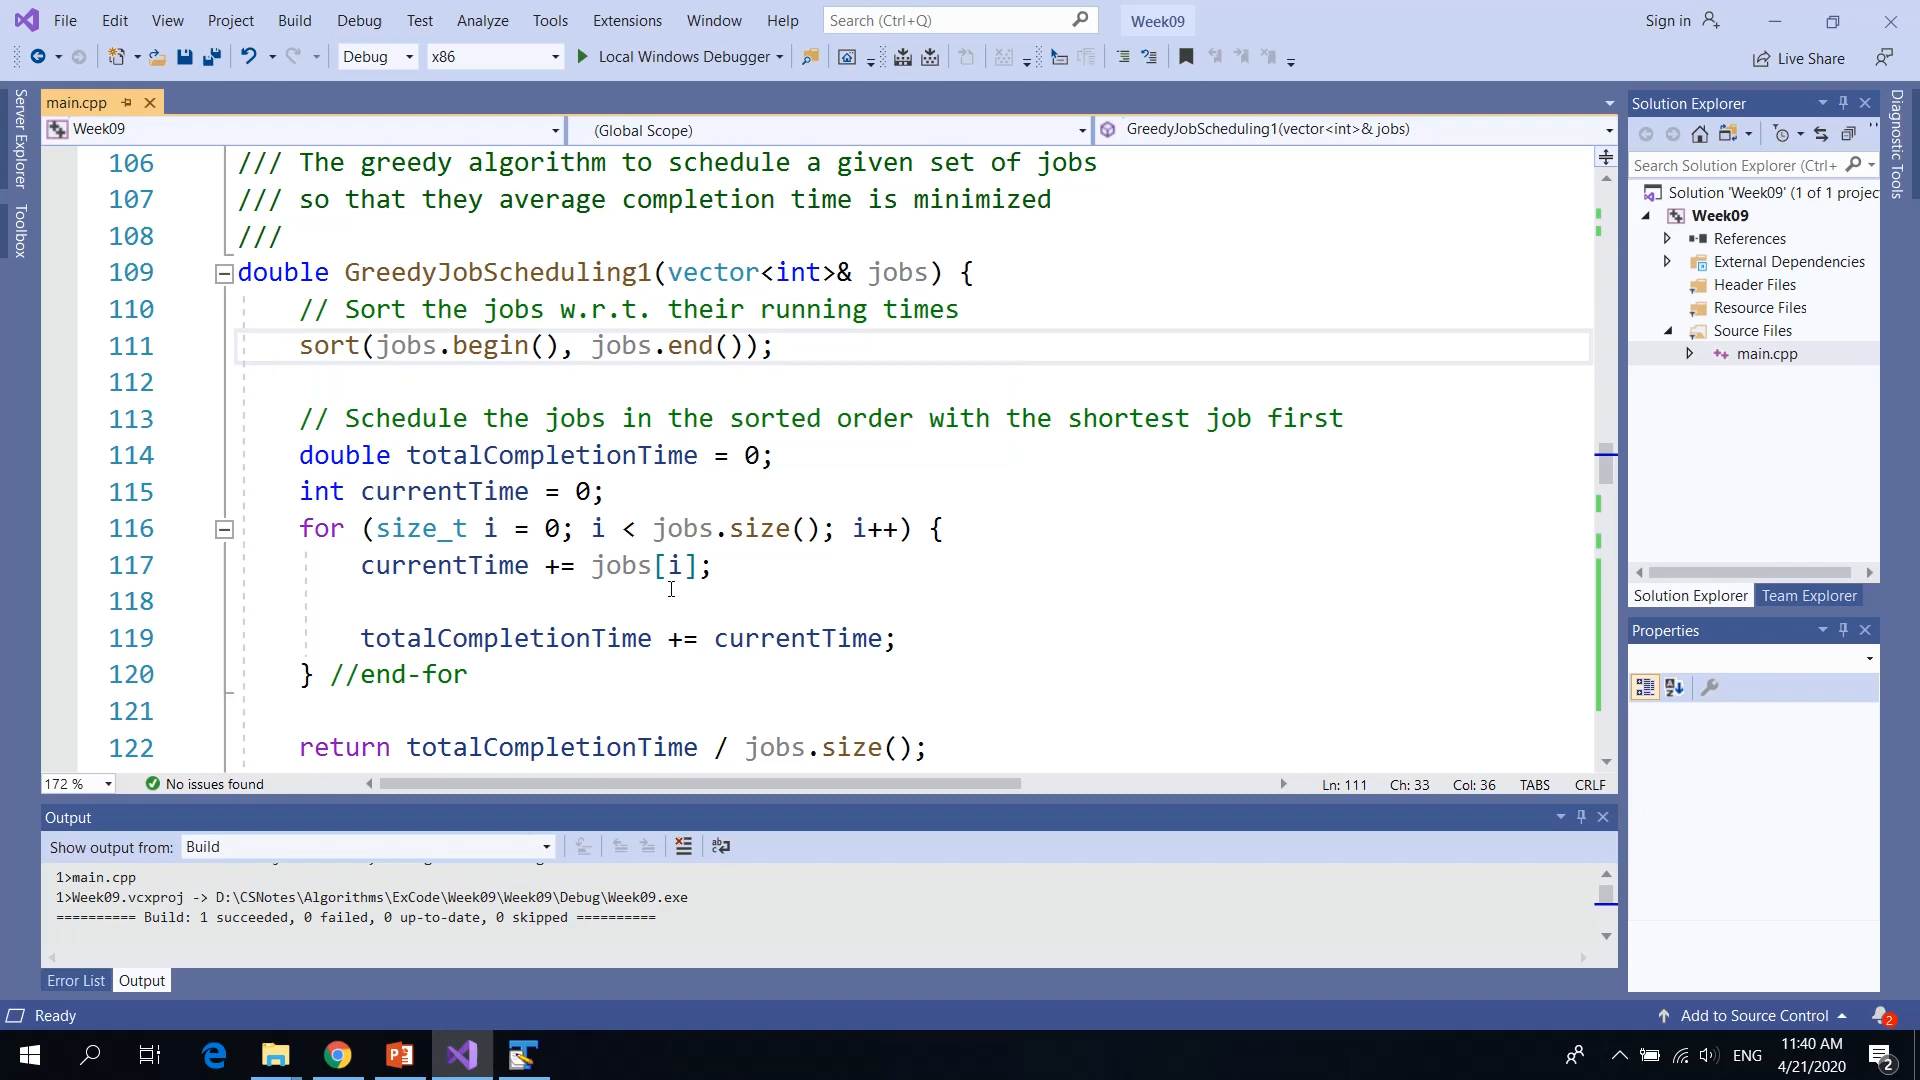 File Edit View Project Build Debug Test Analyze Tools Extensions Window Help Search (Ctrl+Q) Week09 Sign in
Debug x86 Local Windows Debugger Live Share
Server Explorer
Toolbox
main.cpp
Week09 (Global Scope) GreedyJobScheduling1(vector<int>& jobs)
106 /// The greedy algorithm to schedule a given set of jobs
107 /// so that they average completion time is minimized
108 ///
109 double GreedyJobScheduling1(vector<int>& jobs) {
110 // Sort the jobs w.r.t. their running times
111 sort(jobs.begin(), jobs.end());
112
113 // Schedule the jobs in the sorted order with the shortest job first
114 double totalCompletionTime = 0;
115 int currentTime = 0;
116 for (size_t i = 0; i < jobs.size(); i++) {
117 currentTime += jobs[i];
118
119 totalCompletionTime += currentTime;
120 } //end-for
121
122 return totalCompletionTime / jobs.size();
172 % No issues found Ln: 111 Ch: 33 Col: 36 TABS CRLF
Output
Show output from: Build
1>main.cpp
1>Week09.vcxproj -> D:\CSNotes\Algorithms\ExCode\Week09\Week09\Debug\Week09.exe
========== Build: 1 succeeded, 0 failed, 0 up-to-date, 0 skipped ==========
Error List Output
Solution Explorer
Search Solution Explorer (Ctrl+
Solution 'Week09' (1 of 1 projec
Week09
References
External Dependencies
Header Files
Resource Files
Source Files
main.cpp
Solution Explorer Team Explorer
Properties
Diagnostic Tools
Ready Add to Source Control 2
ENG 11:40 AM
4/21/2020 2